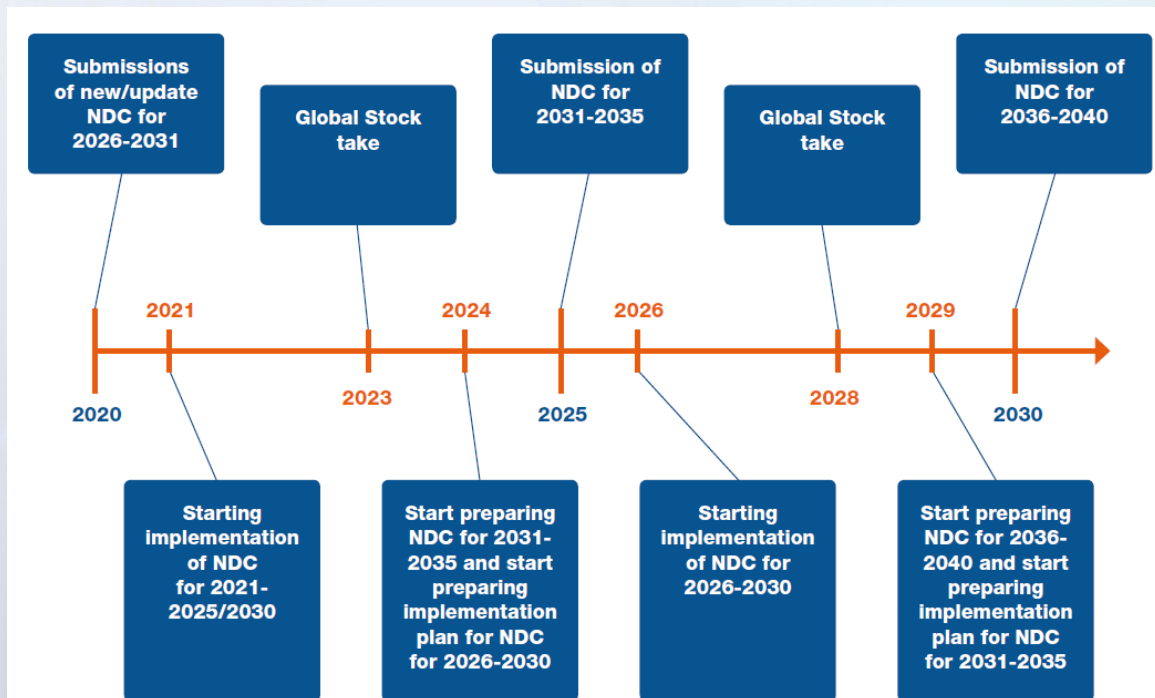 Submissions
of new/update
NDC for
2026-2031
Global Stock
take
Submission of
NDC for
2031-2035
Global Stock
take
Submission of
NDC for
2036-2040
2021
2024
2026
2029
2020
2023
2025
2028
2030
Starting
implementation
of NDC
for 2021-
2025/2030
Start preparing
NDC for 2031-
2035 and start
preparing
implementation
plan for NDC
for 2026-2030
Starting
implementation
of NDC for
2026-2030
Start preparing
NDC for 2036-
2040 and start
preparing
implementation
plan for NDC
for 2031-2035